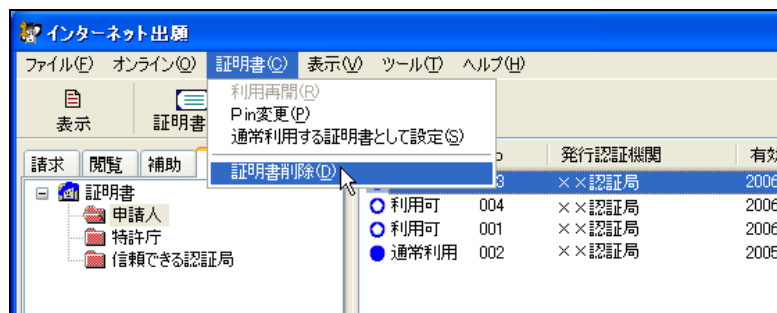 インターネット出願
ファイル(F) オンライン(O) 証明書(C) 表示(V) ツール(T) ヘルプ(H)
利用再開(R)
Pin変更(P)
通常利用する証明書として設定(S)
証明書削除(D)
表示 証明書
請求 閲覧 補助
発行認証機関
証明書
申請人
特許庁
信頼できる認証局
3 ××認証局 2006
利用可 004 ××認証局 2006
利用可 001 ××認証局 2006
通常利用 002 ××認証局 2005